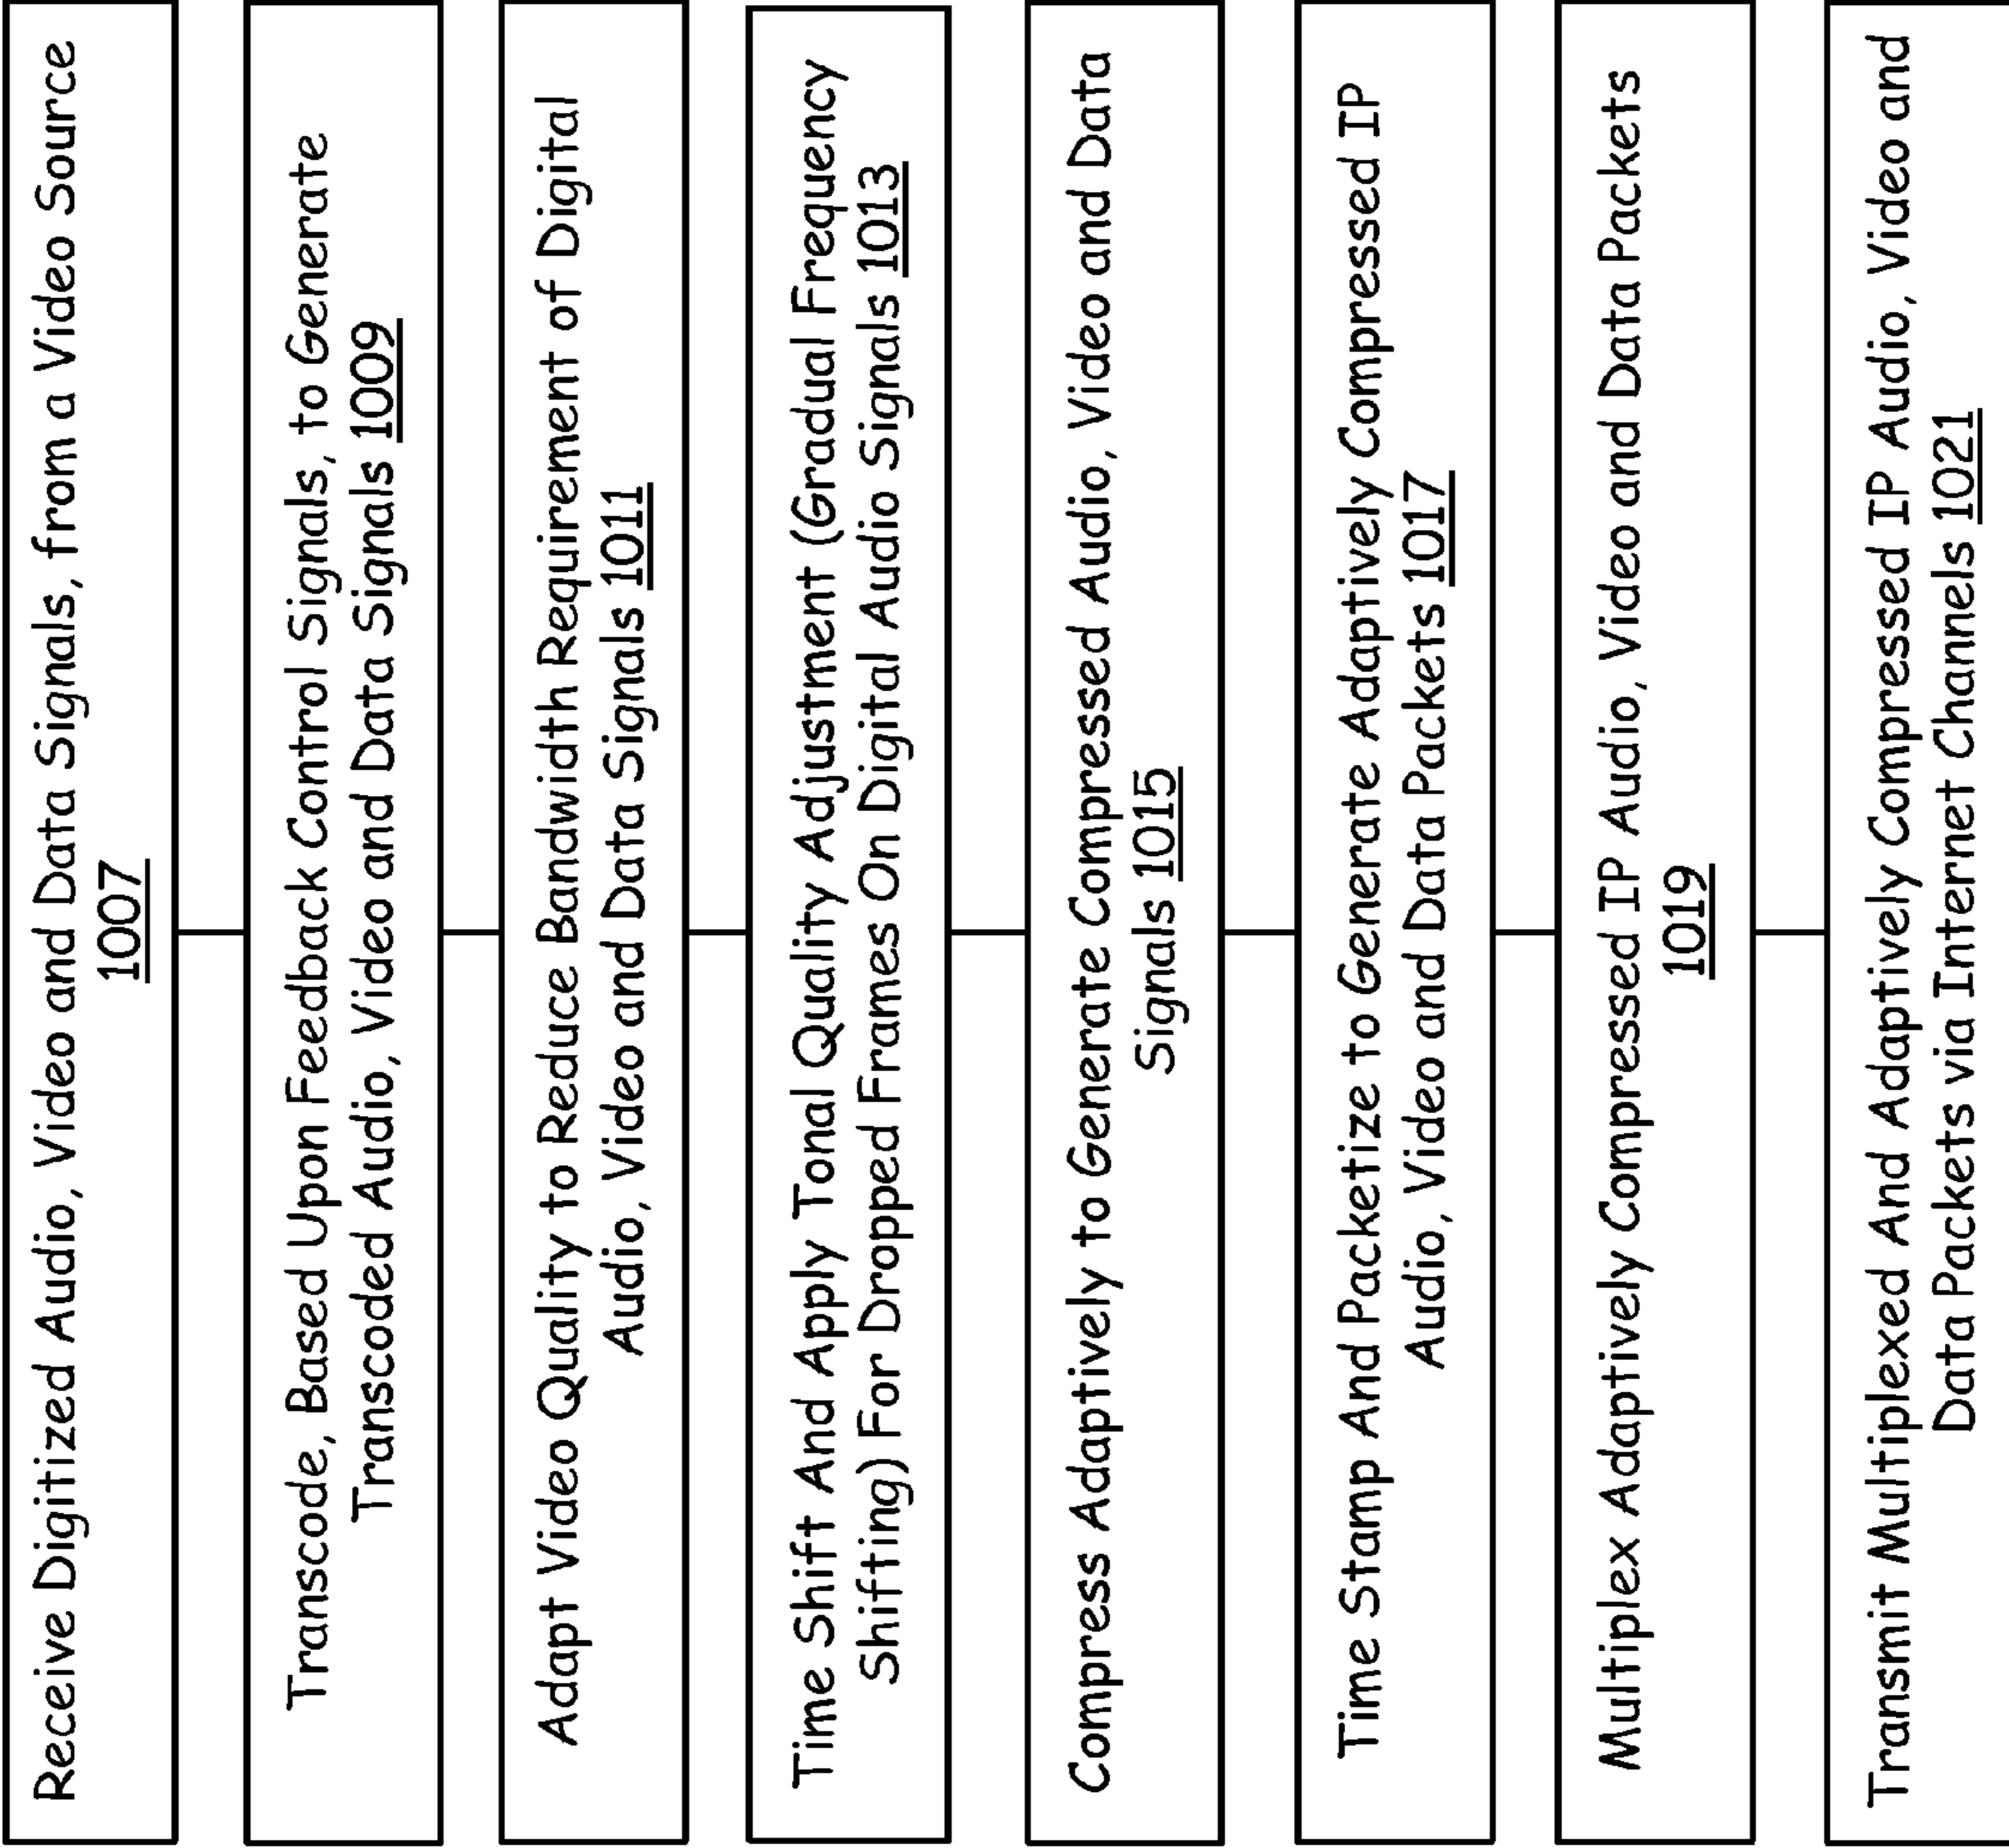 Receive Digitized Audio, Video and Data Signals, from a Video Source
1007
Transcode, Based Upon Feedback Control Signals, to Generate
Transcoded Audio, Video and Data Signals 1009
Adapt Video Quality to Reduce Bandwidth Requirement of Digital
Audio, Video and Data Signals 1011
Time Shift And Apply Tonal Quality Adjustment (Gradual Frequency
Shifting) For Dropped Frames On Digital Audio Signals 1013
Compress Adaptively to Generate Compressed Audio, Video and Data
Signals 1015
Time Stamp And Packetize to Generate Adaptively Compressed IP
Audio, Video and Data Packets 1017
Multiplex Adaptively Compressed IP Audio, Video and Data Packets
1019
Transmit Multiplexed And Adaptively Compressed IP Audio, Video and
Data Packets via Internet Channels 1021